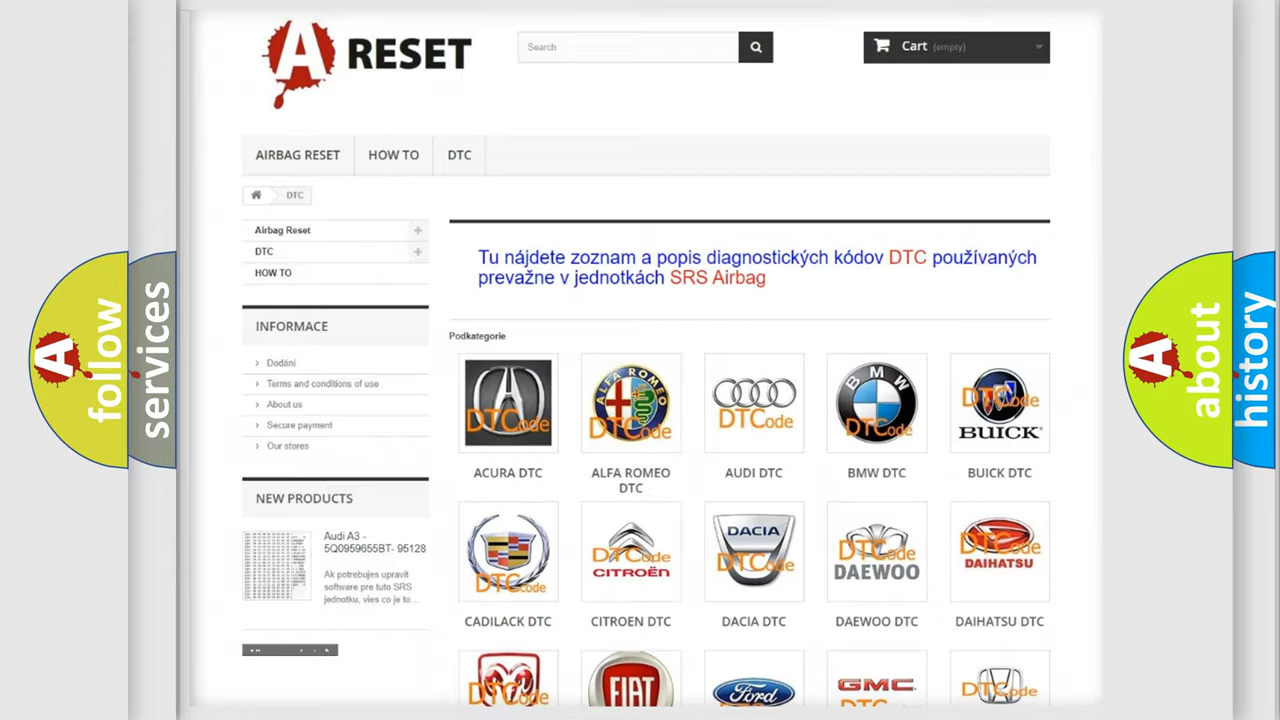 A RESET
Search
Cart (empty)
AIRBAG RESET
HOW TO
DTC
DTC
Airbag Reset
DTC
HOW TO
Tu nájdete zoznam a popis diagnostických kódov DTC používaných
prevažne v jednotkách SRS Airbag
INFORMACE
Dodání
Terms and conditions of use
About us
Secure payment
Our stores
Podkategorie
DTCode
ALFA ROMEO
DTCode
DTCode
BMW
DTCode
DTCode
BUICK
ACURA DTC
ALFA ROMEO
DTC
AUDI DTC
BMW DTC
BUICK DTC
NEW PRODUCTS
Audi A3 -
5Q0959655BT- 95128
Ak potrebujes upravit
software pre tuto SRS
jednotku, vies co je to...
DTCode
DTCode
CITROËN
DACIA
DTCode
DTCode
DAEWOO
DTCode
DAIHATSU
CADILACK DTC
CITROEN DTC
DACIA DTC
DAEWOO DTC
DAIHATSU DTC
DTCode
FIAT
Ford
GMC
DTCode
A follow
services
A about
history